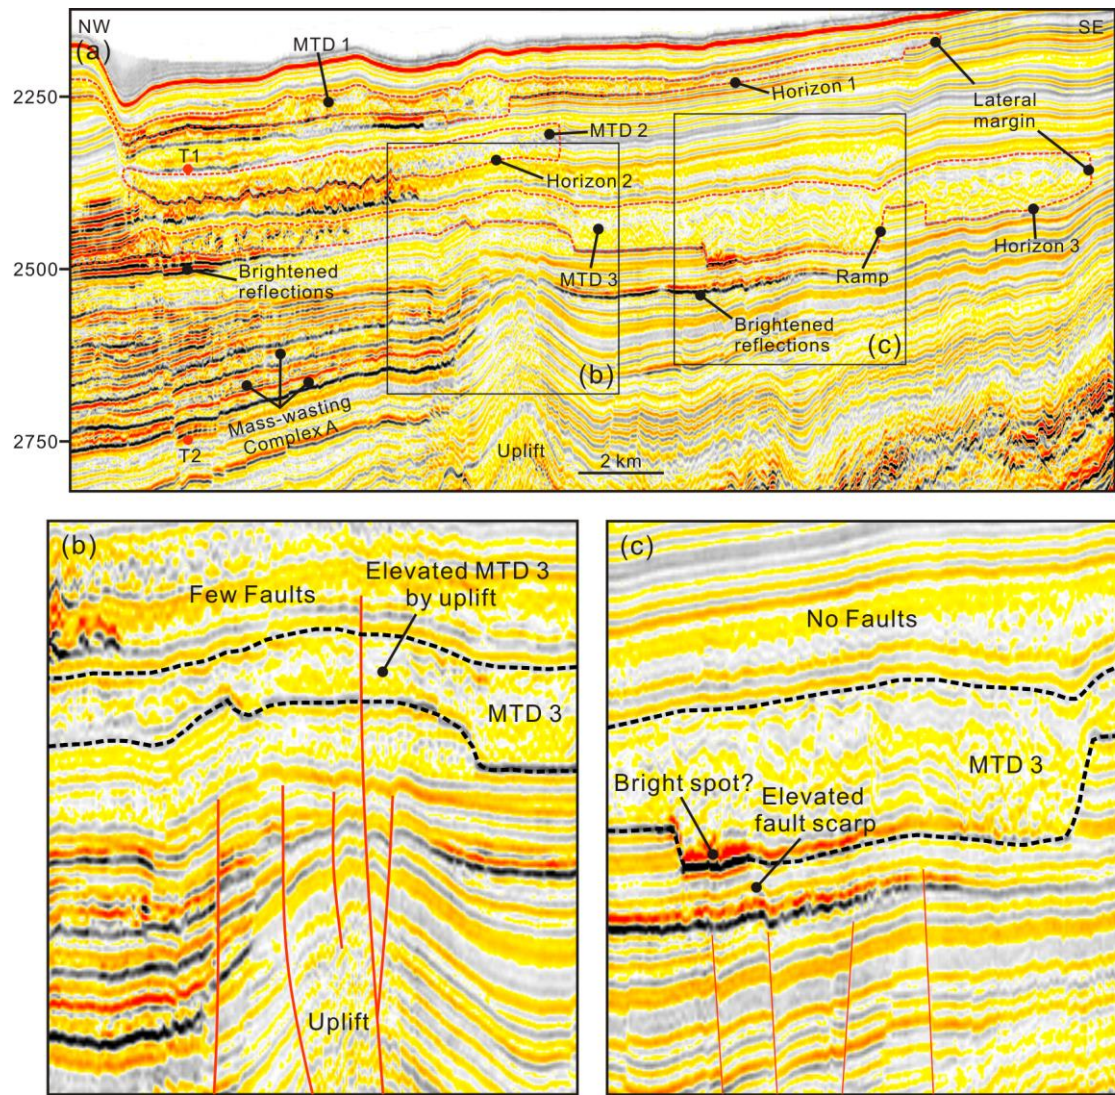 NW
(a)
SE
MTD 1
2250
Horizon 1
Lateral
margin
MTD 2
T1
Horizon 2
Horizon 3
MTD 3
Ramp
2500
Brightened
reflections
Brightened
reflections
(c)
(b)
Mass-wasting
Complex A
2750
T2
Uplift
2 km
(b)
Elevated MTD 3
by uplift
Few Faults
MTD 3
Uplift
(c)
No Faults
MTD 3
Bright spot?
Elevated
fault scarp